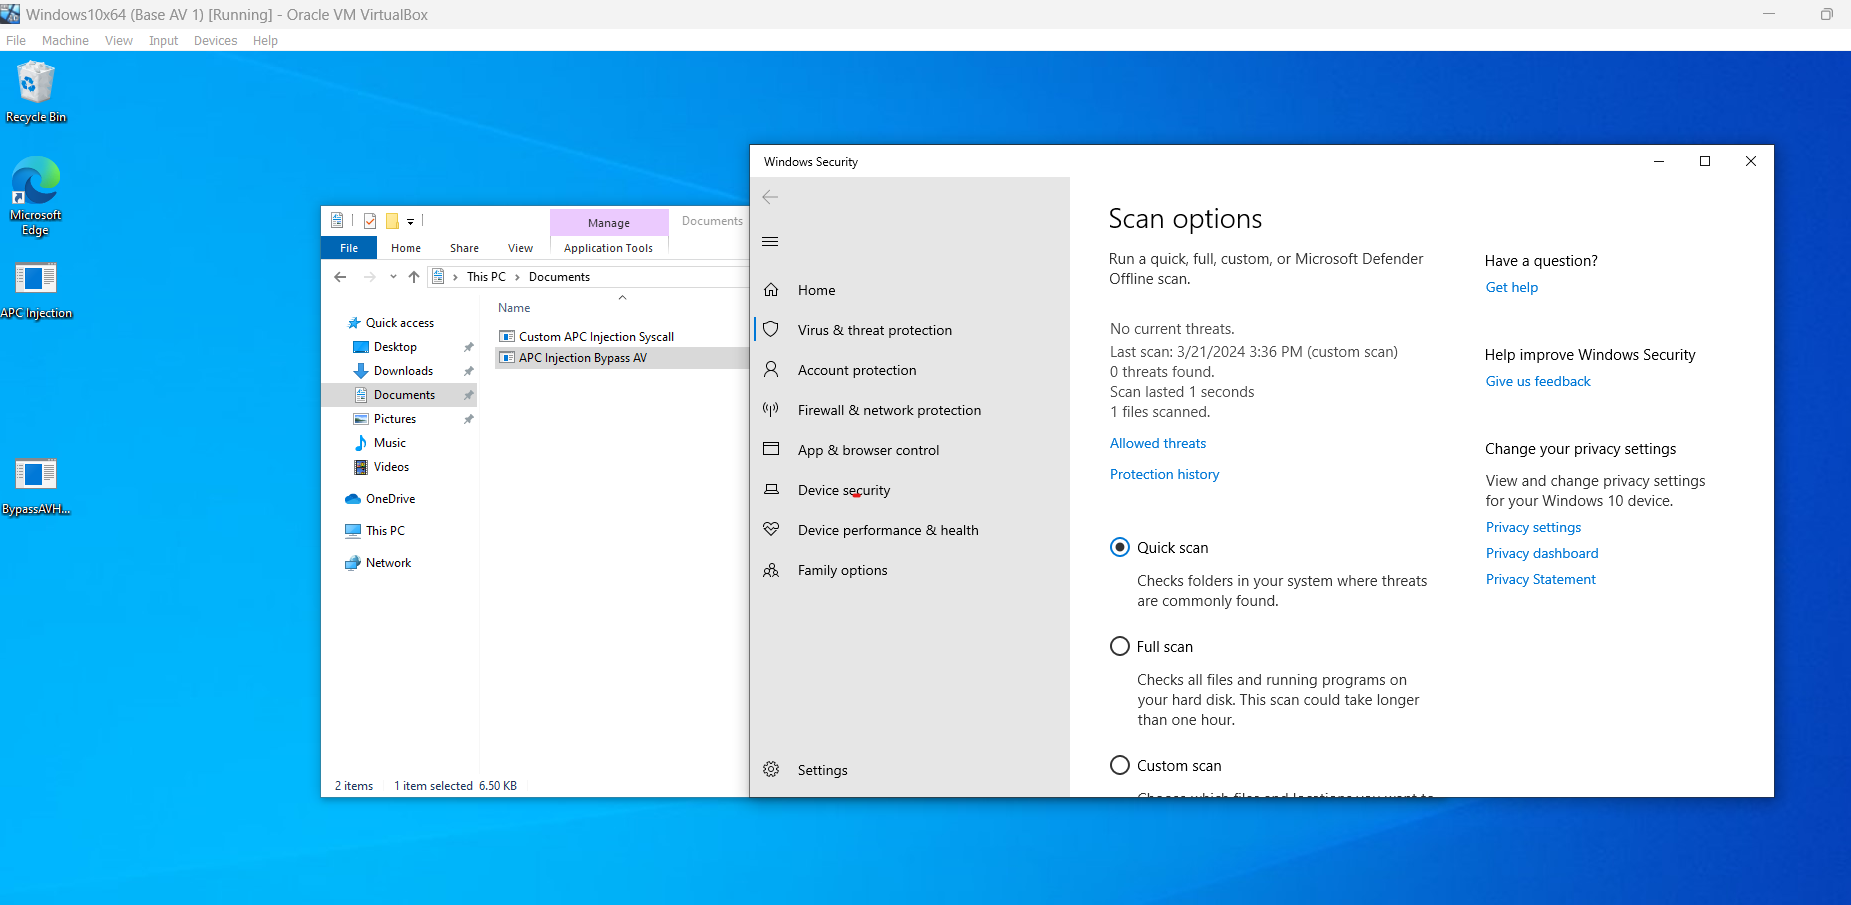 Windows10x64 (Base AV 1) [Running] - Oracle VM VirtualBox
File Machine View Input Devices Help
Recycle Bin
Microsoft
Edge
APC Injection
BypassAVH...
Manage
Documents
File Home Share View Application Tools
This PC > Documents
Name
Quick access
Desktop
Downloads
Documents
Pictures
Music
Videos
OneDrive
This PC
Network
Custom APC Injection Syscall
APC Injection Bypass AV
2 items 1 item selected 6.50 KB
Windows Security
Home
Virus & threat protection
Account protection
Firewall & network protection
App & browser control
Device security
Device performance & health
Family options
Settings
Scan options
Run a quick, full, custom, or Microsoft Defender
Offline scan.
No current threats.
Last scan: 3/21/2024 3:36 PM (custom scan)
0 threats found.
Scan lasted 1 seconds
1 files scanned.
Allowed threats
Protection history
Quick scan
Checks folders in your system where threats
are commonly found.
Full scan
Checks all files and running programs on
your hard disk. This scan could take longer
than one hour.
Custom scan
Choose which files and locations you want to
Have a question?
Get help
Help improve Windows Security
Give us feedback
Change your privacy settings
View and change privacy settings
for your Windows 10 device.
Privacy settings
Privacy dashboard
Privacy Statement